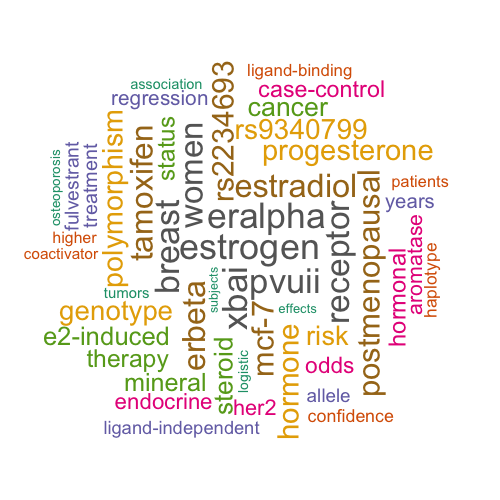 association
ligand-binding
regression
case-control
cancer
rs2234693
rs9340799
progesterone
osteoporosis
fulvestrant
treatment
polymorphism
tamoxifen
status
women
estradiol
patients
years
eralpha
breast
estrogen
receptor
postmenopausal
higher
coactivator
tumors
xbai
pvuii
subjects
hormonal
aromatase
haplotype
genotype
erbeta
effects
e2-induced
mcf-7
hormone
risk
therapy
steroid
logistic
odds
mineral
endocrine
her2
allele
confidence
ligand-independent